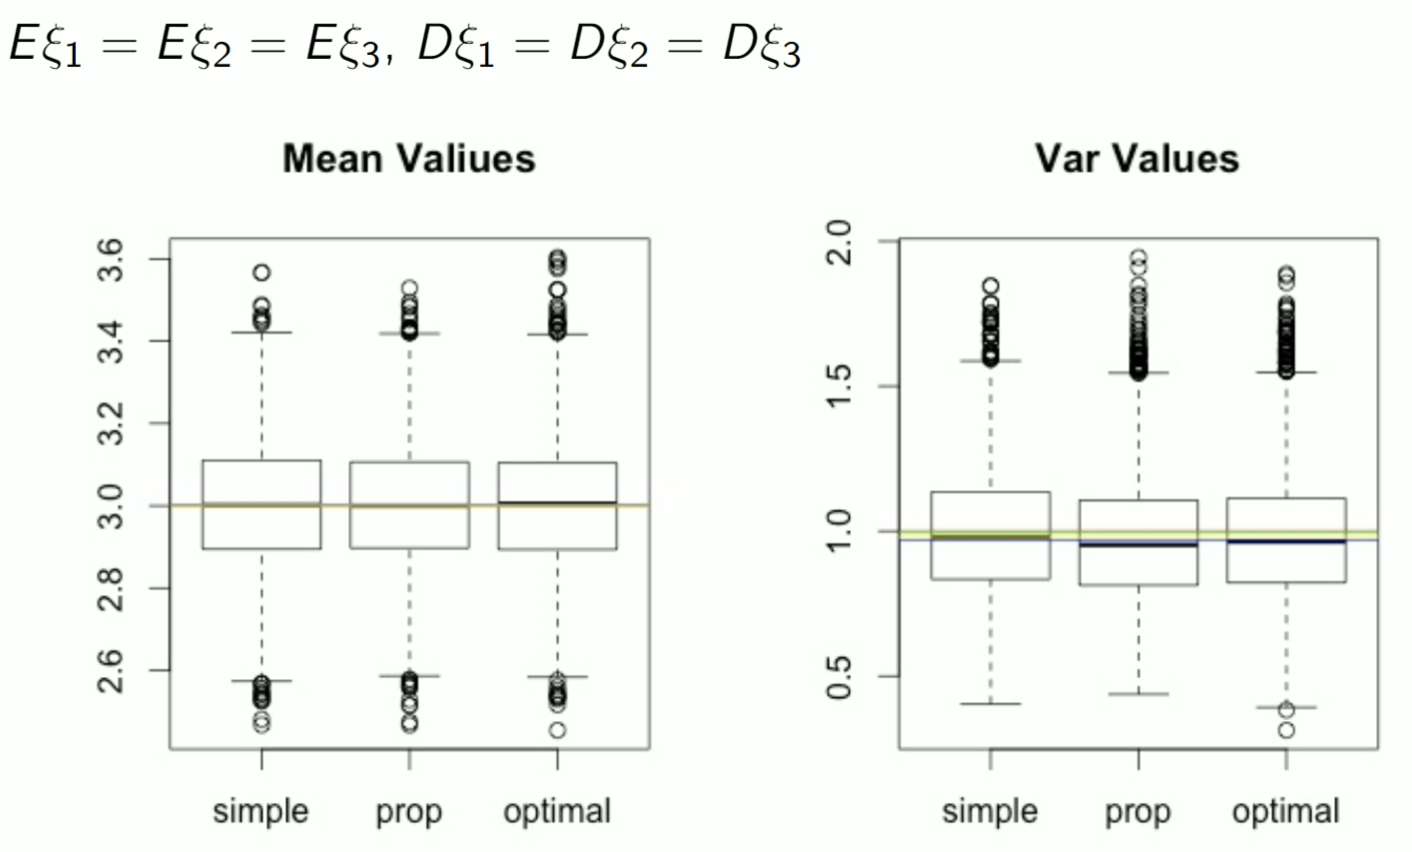 Eξ₁ = Eξ₂ = Eξ₃, Dξ₁ = Dξ₂ = Dξ₃
Mean Valiues
3.6
3.4
3.2
3.0
2.8
2.6
simple prop optimal
Var Values
2.0
1.5
1.0
0.5
simple prop optimal